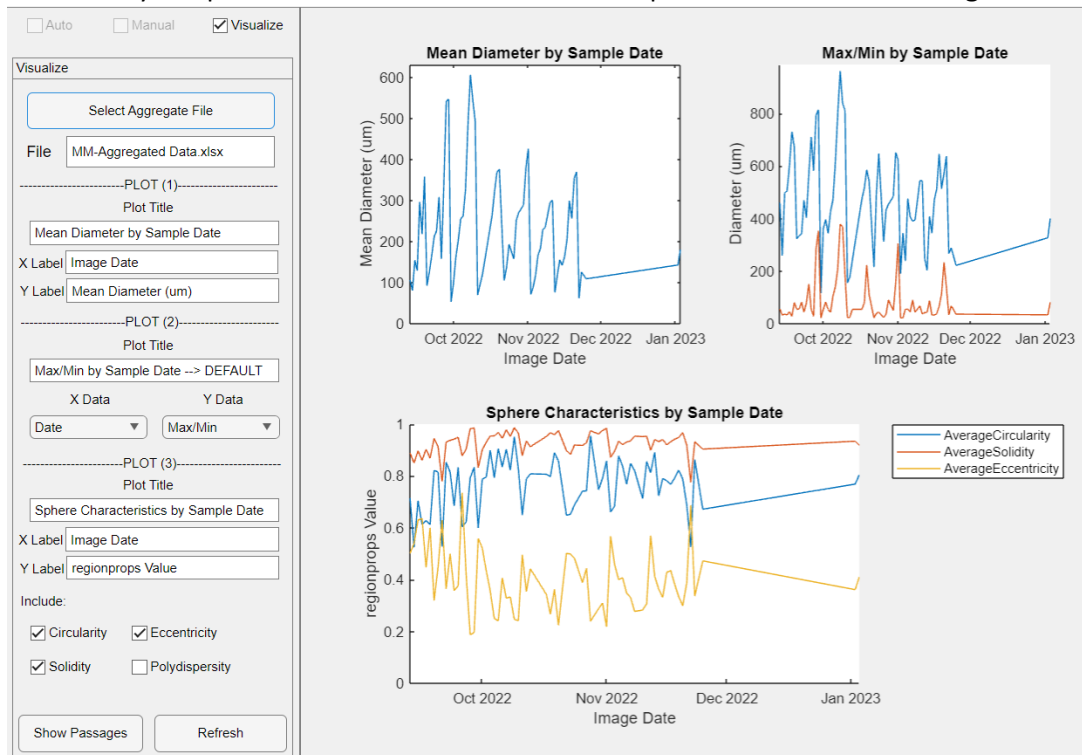 Auto Manual Visualize
Visualize
Select Aggregate File
File MM-Aggregated Data.xlsx
------------------------PLOT (1)-----------------------
Plot Title
Mean Diameter by Sample Date
X Label Image Date
Y Label Mean Diameter (um)
------------------------PLOT (2)-----------------------
Plot Title
Max/Min by Sample Date --> DEFAULT
X Data Y Data
Date Max/Min
-----------------------PLOT (3)------------------------
Plot Title
Sphere Characteristics by Sample Date
X Label Image Date
Y Label regionprops Value
Include:
Circularity Eccentricity
Solidity Polydispersity
Show Passages Refresh
Mean Diameter by Sample Date
600
500
400
300
200
100
0
Mean Diameter (um)
Oct 2022 Nov 2022 Dec 2022 Jan 2023
Image Date
Max/Min by Sample Date
800
600
400
200
0
Diameter (um)
Oct 2022 Nov 2022 Dec 2022 Jan 2023
Image Date
Sphere Characteristics by Sample Date
1
0.8
0.6
0.4
0.2
0
regionprops Value
Oct 2022 Nov 2022 Dec 2022 Jan 2023
Image Date
AverageCircularity
AverageSolidity
AverageEccentricity